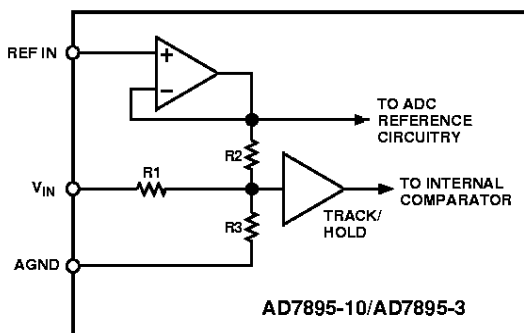 REF IN
+
−
TO ADC
REFERENCE
CIRCUITRY
R2
R1
VIN
TO INTERNAL
COMPARATOR
TRACK/
HOLD
R3
AGND
AD7895-10/AD7895-3